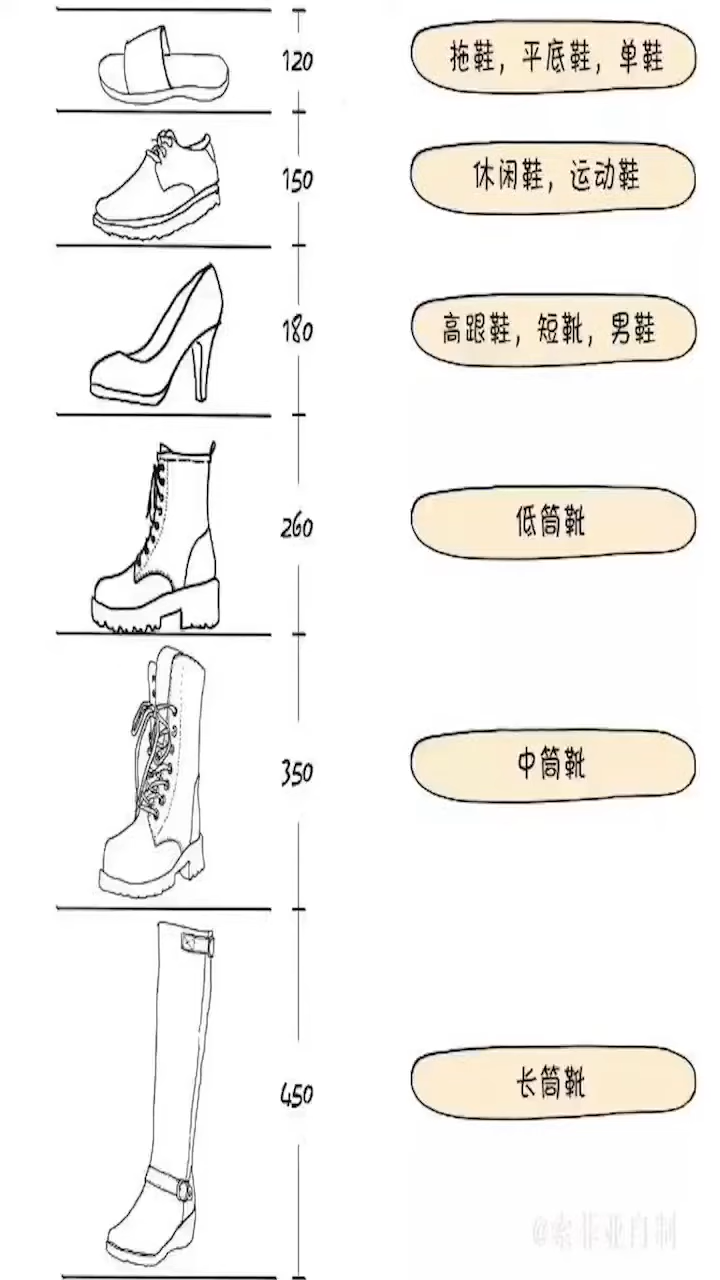 120
拖鞋，平底鞋，单鞋
150
休闲鞋，运动鞋
180
高跟鞋，短靴，男鞋
260
低筒靴
350
中筒靴
450
长筒靴
@索菲亚自制